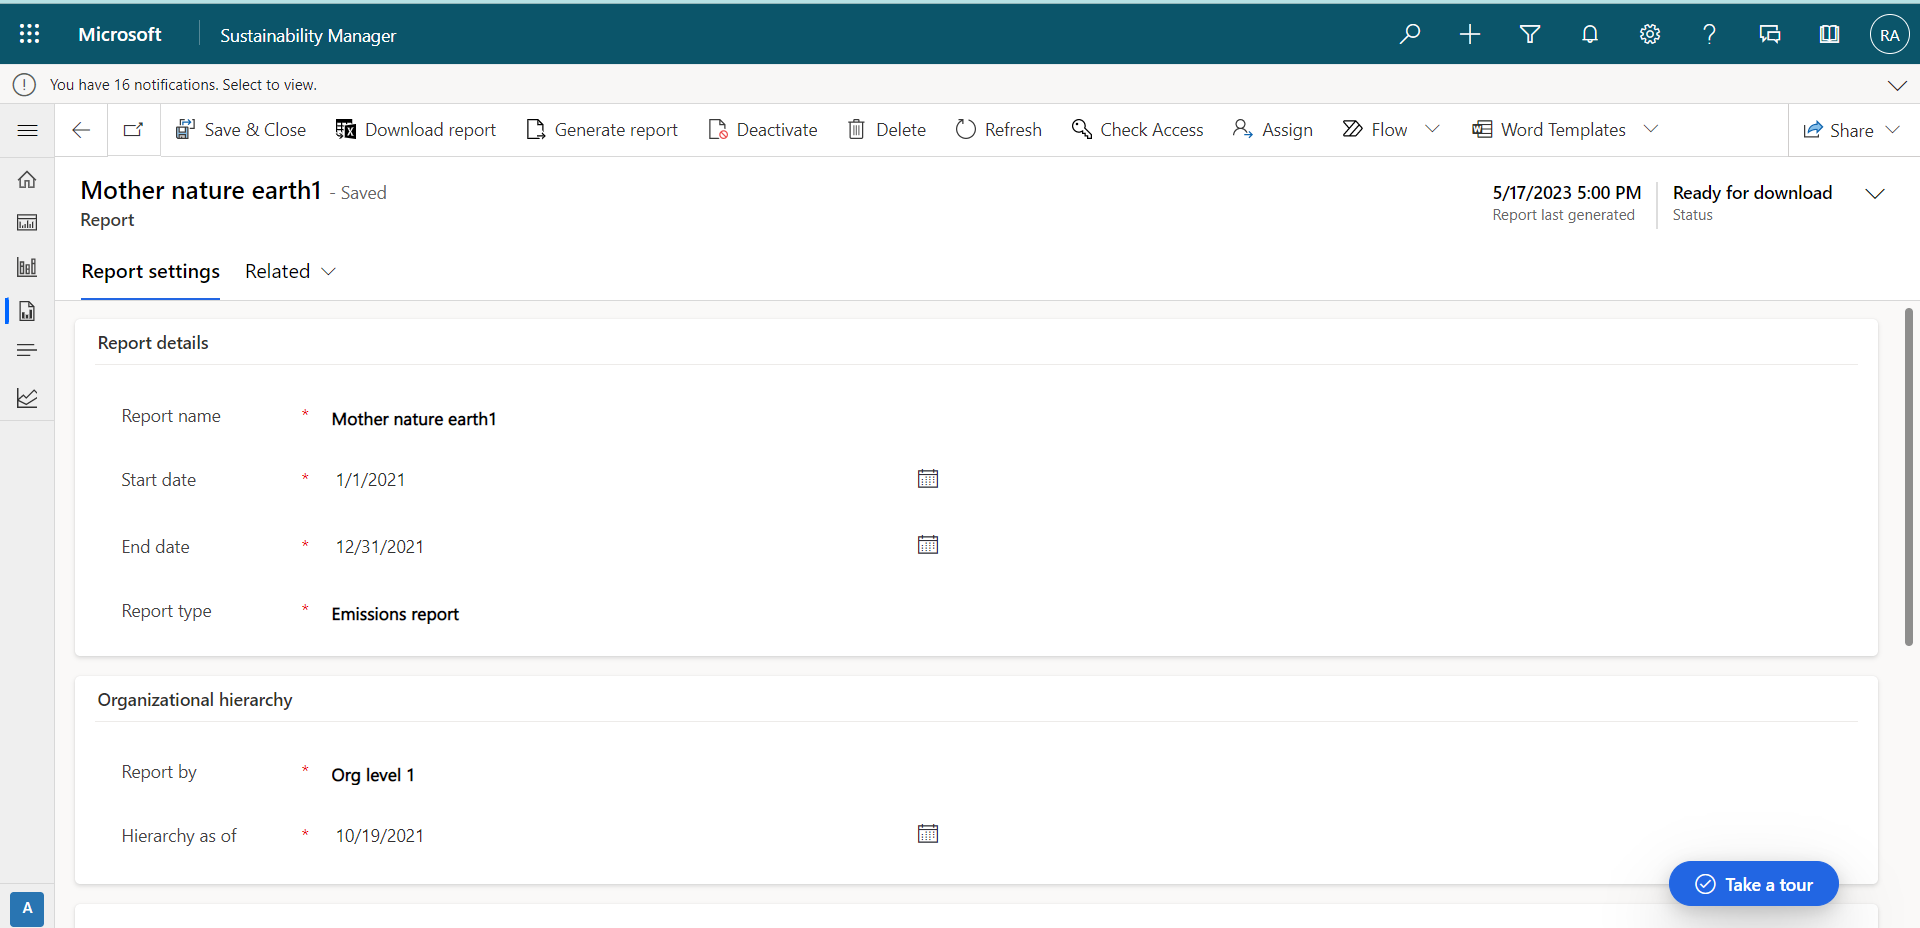 Microsoft Sustainability Manager RA
You have 16 notifications. Select to view.
Save & Close Download report Generate report Deactivate Delete Refresh Check Access Assign Flow Word Templates Share
Mother nature earth1 - Saved
Report
5/17/2023 5:00 PM
Report last generated
Ready for download
Status
Report settings Related
Report details
Report name * Mother nature earth1
Start date * 1/1/2021
End date * 12/31/2021
Report type * Emissions report
Organizational hierarchy
Report by * Org level 1
Hierarchy as of * 10/19/2021
Take a tour
A